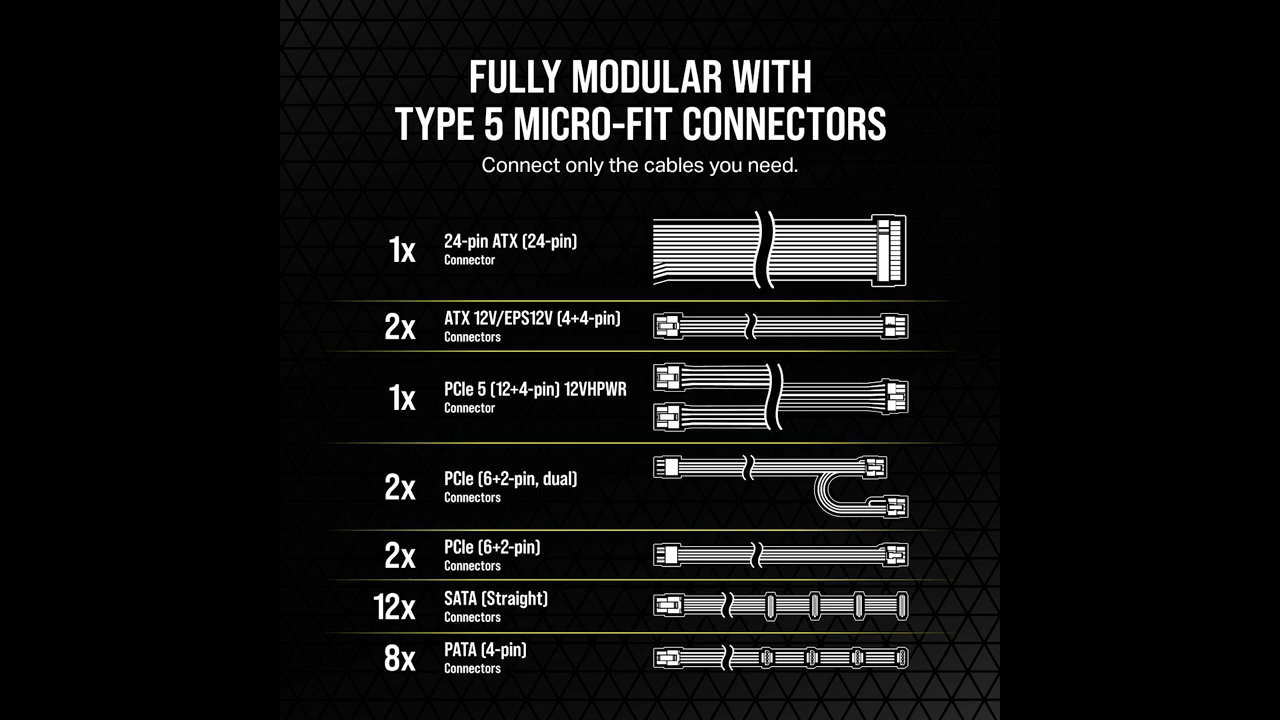 FULLY MODULAR WITH
TYPE 5 MICRO-FIT CONNECTORS
Connect only the cables you need.
1x
24-pin ATX (24-pin)
Connector
2x
ATX 12V/EPS12V (4+4-pin)
Connectors
1x
PCIe 5 (12+4-pin) 12VHPWR
Connector
2x
PCIe (6+2-pin, dual)
Connectors
2x
PCIe (6+2-pin)
Connectors
12x
SATA (Straight)
Connectors
8x
PATA (4-pin)
Connectors